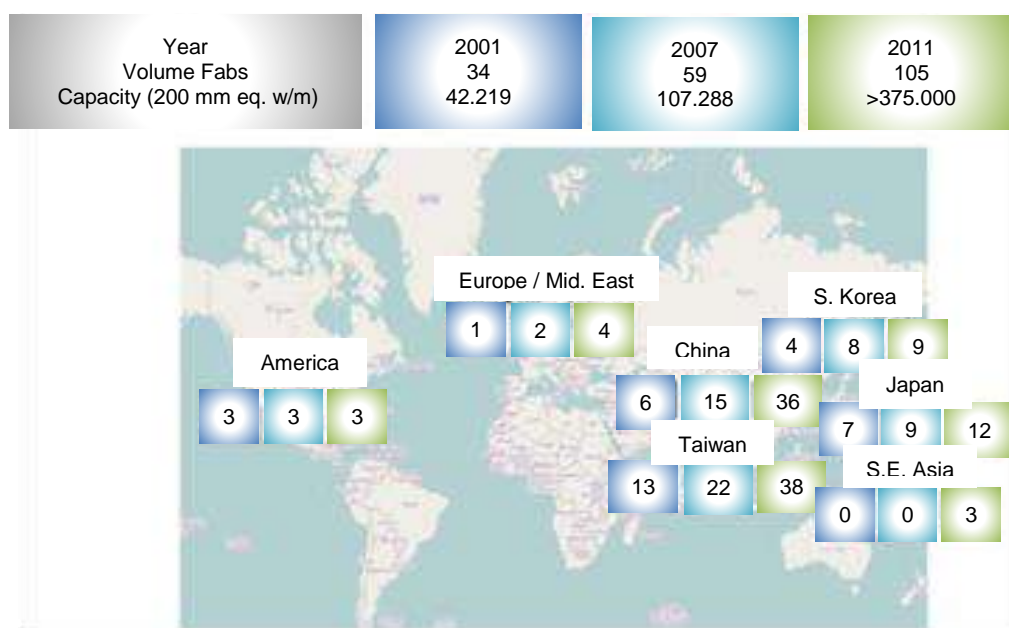 Year
Volume Fabs
Capacity (200 mm eq. w/m)
2001
34
42.219
2007
59
107.288
2011
105
>375.000
Europe / Mid. East
1 2 4
S. Korea
4 8 9
America
3 3 3
China
6 15 36
Japan
7 9 12
Taiwan
13 22 38
S.E. Asia
0 0 3